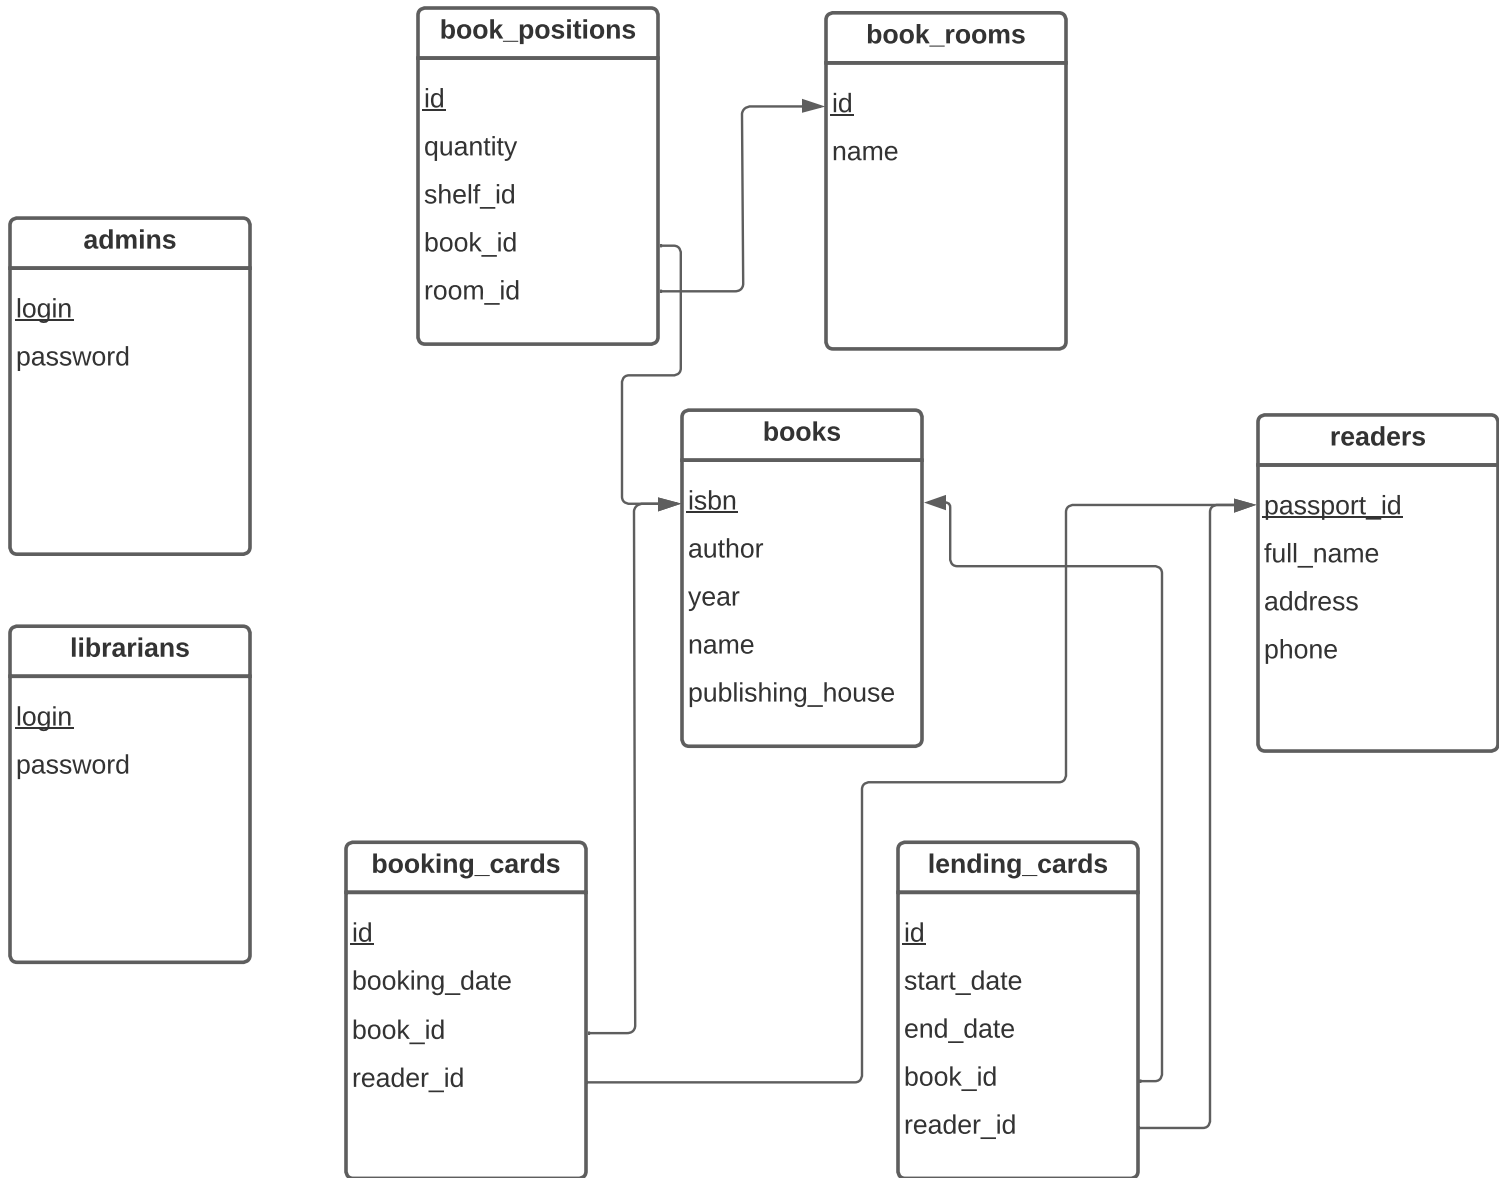 book_positions
id
quantity
shelf_id
book_id
room_id
book_rooms
id
name
admins
login
password
books
isbn
author
year
name
publishing_house
readers
passport_id
full_name
address
phone
librarians
login
password
booking_cards
id
booking_date
book_id
reader_id
lending_cards
id
start_date
end_date
book_id
reader_id